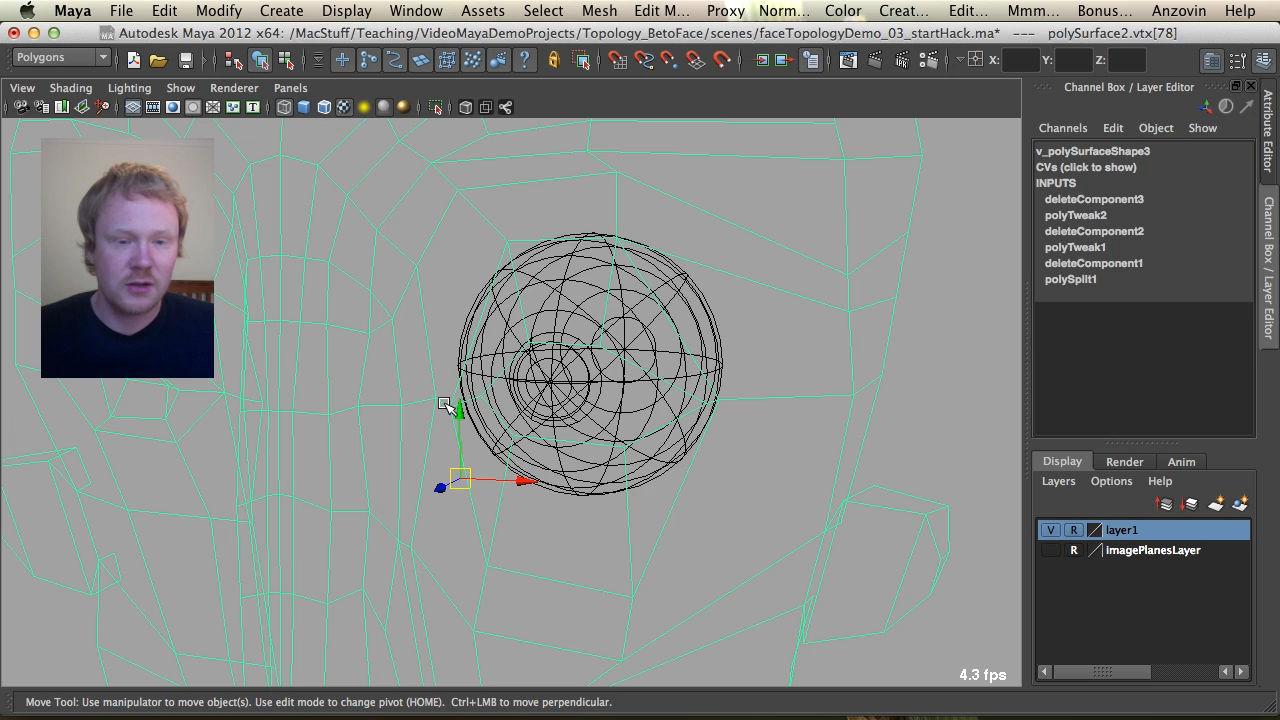 Maya File Edit Modify Create Display Window Assets Select Mesh Edit M... Proxy Norm... Color Creat... Edit... Mmm... Bonus... Anzovin Help
Autodesk Maya 2012 x64: /MacStuff/Teaching/VideoMayaDemoProjects/Topology_BetoFace/scenes/faceTopologyDemo_03_startHack.ma* --- polySurface2.vtx[78]
Polygons X: Y: Z:
View Shading Lighting Show Renderer Panels
Channel Box / Layer Editor
Channels Edit Object Show
v_polySurfaceShape3
CVs (click to show)
INPUTS
deleteComponent3
polyTweak2
deleteComponent2
polyTweak1
deleteComponent1
polySplit1
Attribute Editor
Channel Box / Layer Editor
Display Render Anim
Layers Options Help
V R layer1
R imagePlanesLayer
4.3 fps
Move Tool: Use manipulator to move object(s). Use edit mode to change pivot (HOME). Ctrl+LMB to move perpendicular.